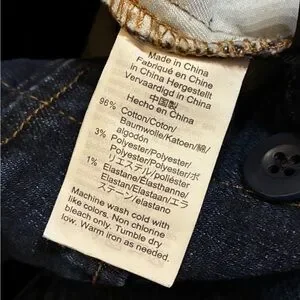 Made in China
Fabriqué en Chine
in China Hergestellt
Vervaardigd in China
中国製
Hecho en China
96% Cotton/Coton/
Baumwolle/Katoen/綿/
algodón
3% Polyester/Polyester/
Polyester/Polyester/ポ
リエステル/poliéster
1% Elastane/Élasthanne/
Elastan/Elastaan/エラ
ステーン/elastano
Machine wash cold with
like colors. Non chlorine
bleach only. Tumble dry
low. Warm iron as needed.